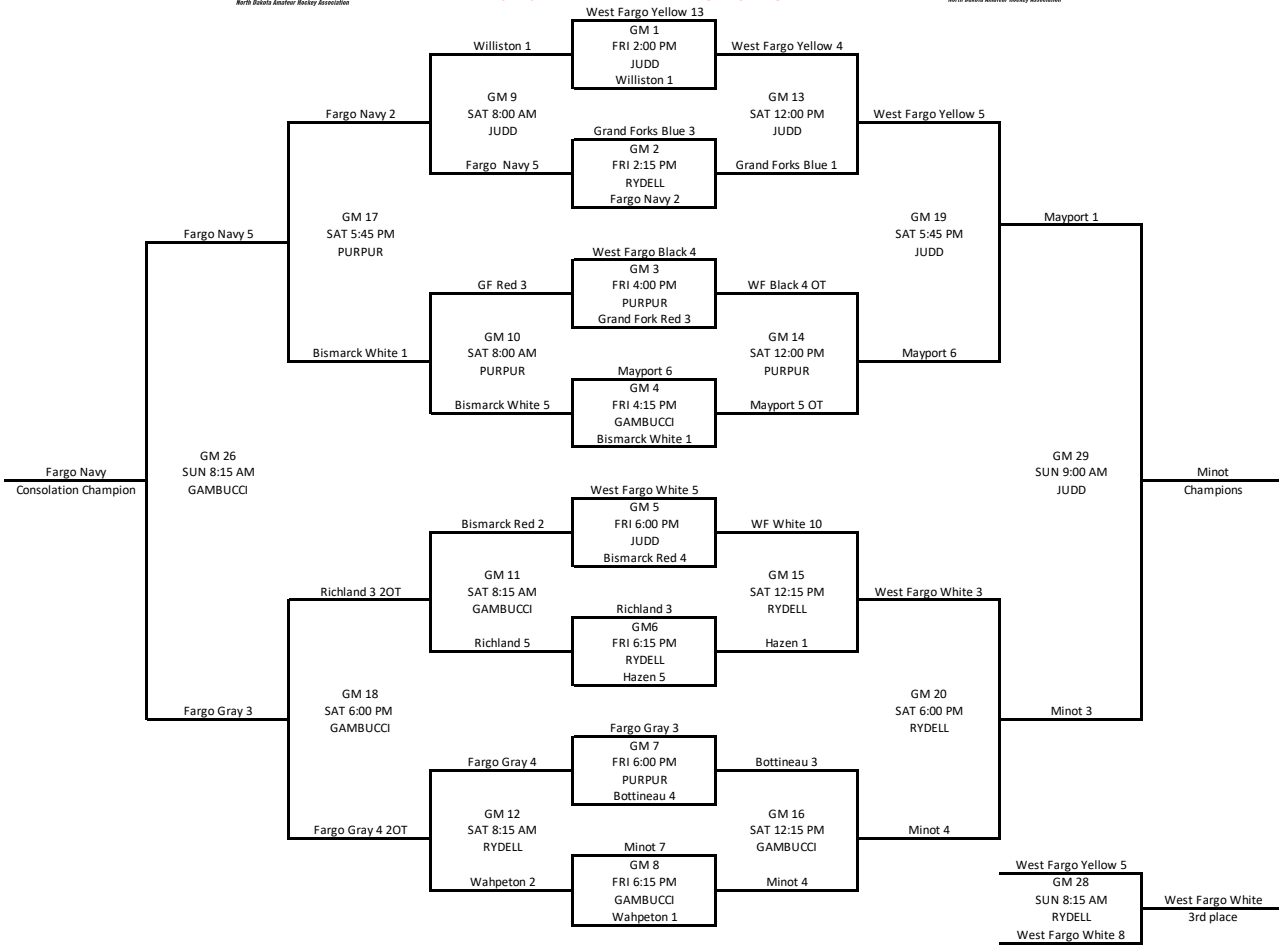 North Dakota Amateur Hockey Association
North Dakota Amateur Hockey Association
West Fargo Yellow 13
GM 1
FRI 2:00 PM
JUDD
Williston 1
Williston 1
West Fargo Yellow 4
GM 9
SAT 8:00 AM
JUDD
GM 13
SAT 12:00 PM
JUDD
Fargo Navy 2
West Fargo Yellow 5
Grand Forks Blue 3
GM 2
FRI 2:15 PM
RYDELL
Fargo Navy 2
Fargo  Navy 5
Grand Forks Blue 1
GM 17
SAT 5:45 PM
PURPUR
GM 19
SAT 5:45 PM
JUDD
Fargo Navy 5
Mayport 1
West Fargo Black 4
GM 3
FRI 4:00 PM
PURPUR
Grand Fork Red 3
GF Red 3
WF Black 4 OT
GM 10
SAT 8:00 AM
PURPUR
GM 14
SAT 12:00 PM
PURPUR
Bismarck White 1
Mayport 6
Mayport 6
GM 4
FRI 4:15 PM
GAMBUCCI
Bismarck White 1
Bismarck White 5
Mayport 5 OT
GM 26
SUN 8:15 AM
GAMBUCCI
GM 29
SUN 9:00 AM
JUDD
Fargo Navy
Consolation Champion
Minot
Champions
West Fargo White 5
GM 5
FRI 6:00 PM
JUDD
Bismarck Red 4
Bismarck Red 2
WF White 10
GM 11
SAT 8:15 AM
GAMBUCCI
GM 15
SAT 12:15 PM
RYDELL
Richland 3 2OT
West Fargo White 3
Richland 3
GM6
FRI 6:15 PM
RYDELL
Hazen 5
Richland 5
Hazen 1
GM 18
SAT 6:00 PM
GAMBUCCI
GM 20
SAT 6:00 PM
RYDELL
Fargo Gray 3
Minot 3
Fargo Gray 3
GM 7
FRI 6:00 PM
PURPUR
Bottineau 4
Fargo Gray 4
Bottineau 3
GM 12
SAT 8:15 AM
RYDELL
GM 16
SAT 12:15 PM
GAMBUCCI
Fargo Gray 4 2OT
Minot 4
Minot 7
GM 8
FRI 6:15 PM
GAMBUCCI
Wahpeton 1
Wahpeton 2
Minot 4
West Fargo Yellow 5
GM 28
SUN 8:15 AM
RYDELL
West Fargo White 8
West Fargo White
3rd place